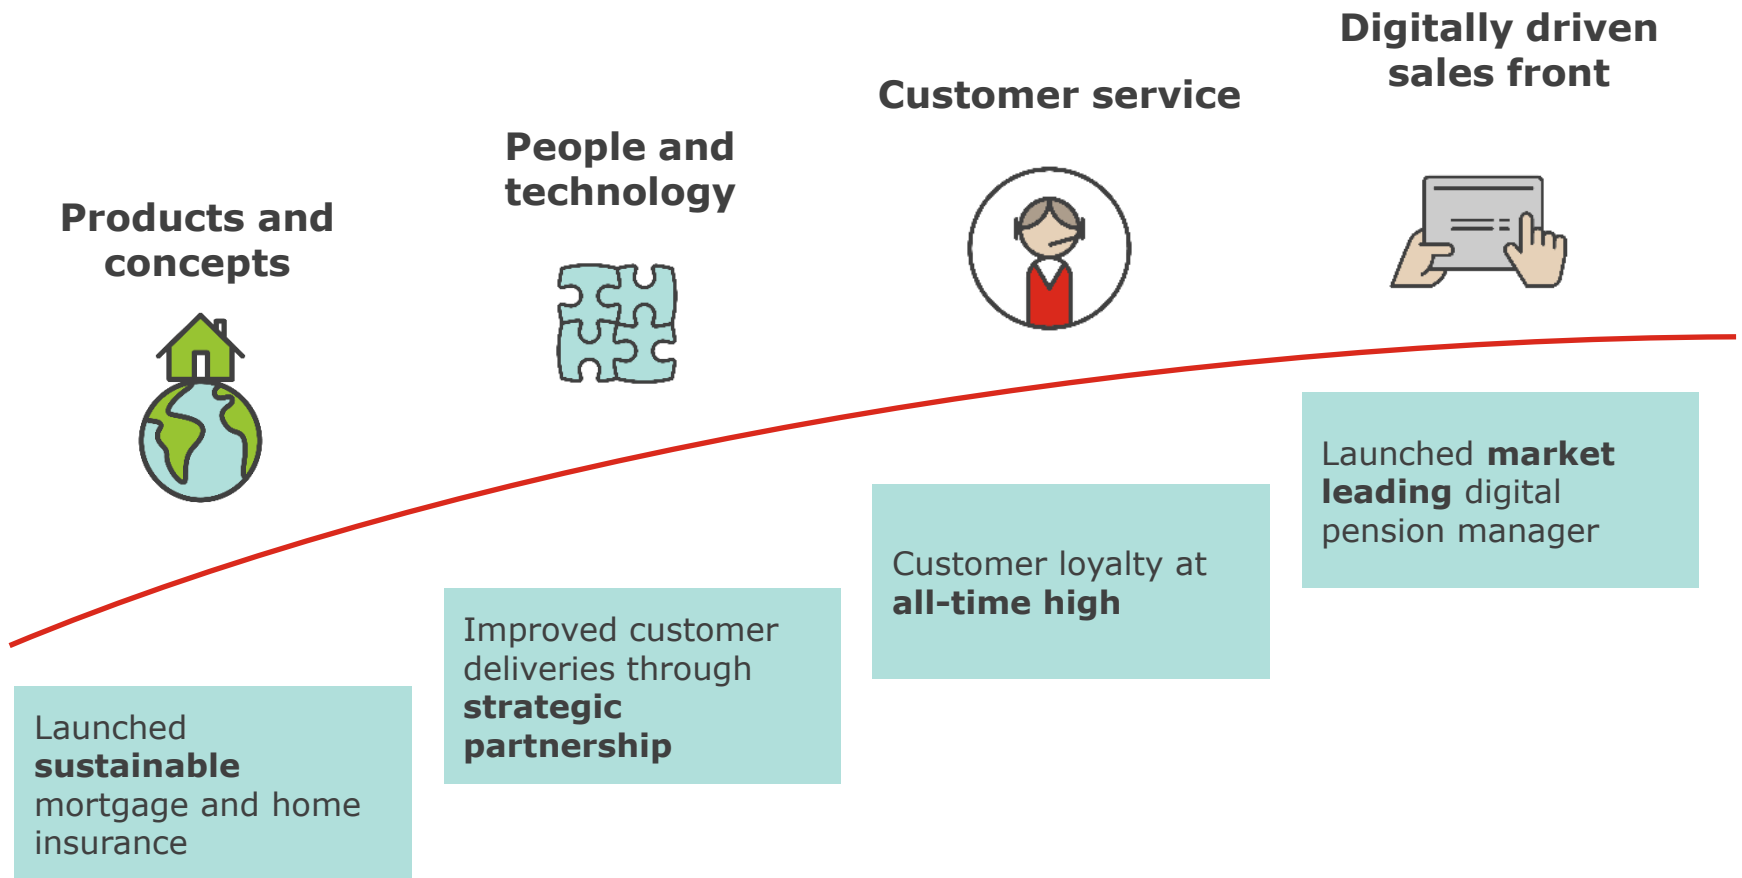 Products and
concepts
People and
technology
Customer service
Digitally driven
sales front
Launched
sustainable
mortgage and home
insurance
Improved customer
deliveries through
strategic
partnership
Customer loyalty at
all-time high
Launched market
leading digital
pension manager